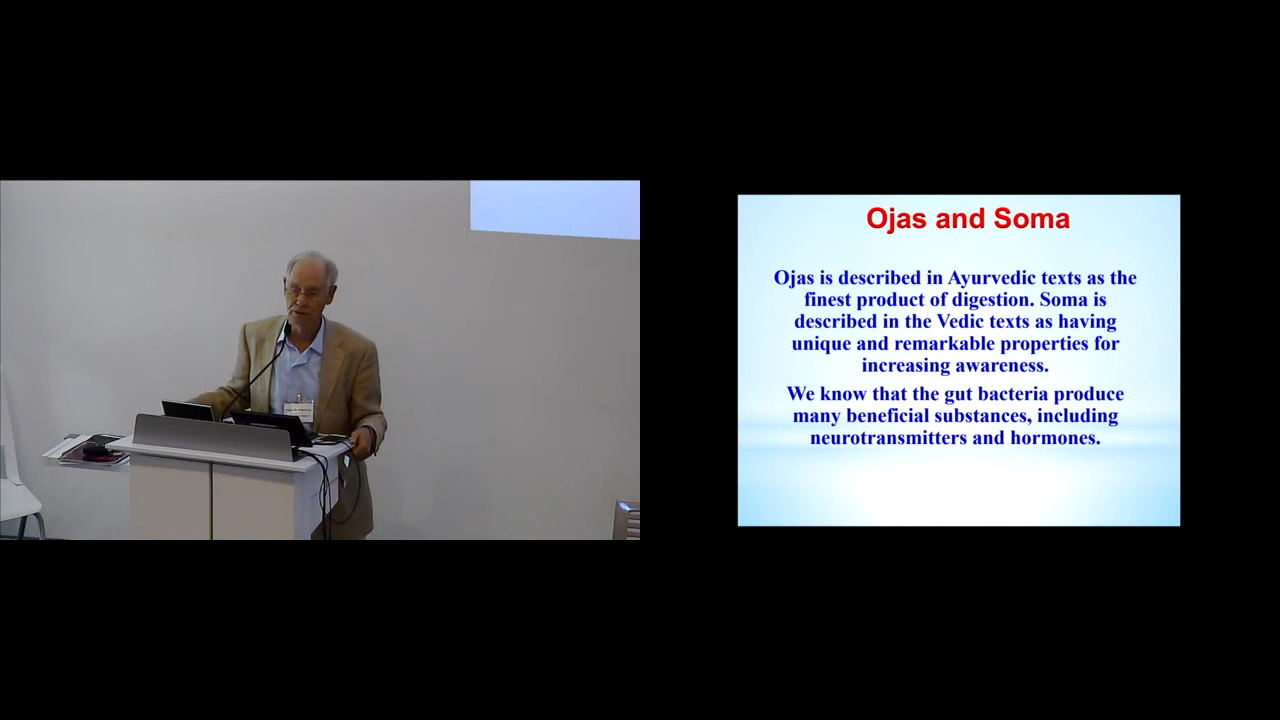 Ojas and Soma
Ojas is described in Ayurvedic texts as the
finest product of digestion. Soma is
described in the Vedic texts as having
unique and remarkable properties for
increasing awareness.
We know that the gut bacteria produce
many beneficial substances, including
neurotransmitters and hormones.